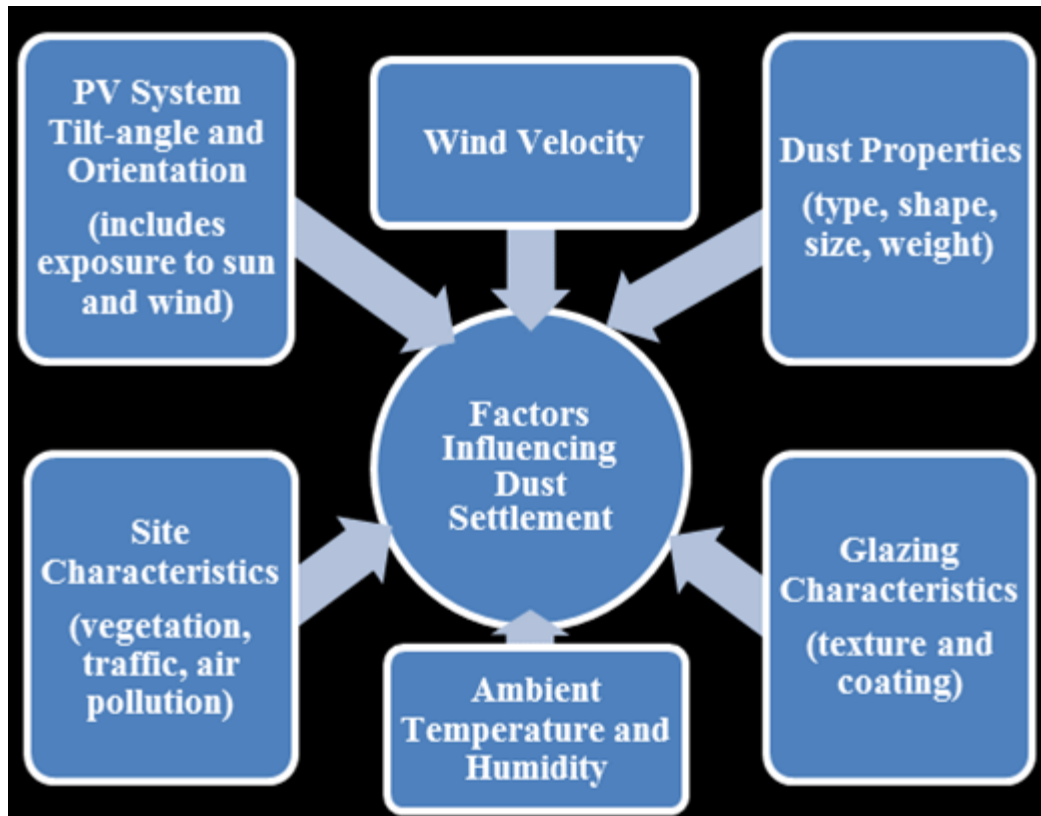 PV System
Tilt-angle and
Orientation
(includes
exposure to sun
and wind)
Wind Velocity
Dust Properties
(type, shape,
size, weight)
Factors
Influencing
Dust
Settlement
Site
Characteristics
(vegetation,
traffic, air
pollution)
Ambient
Temperature and
Humidity
Glazing
Characteristics
(texture and
coating)